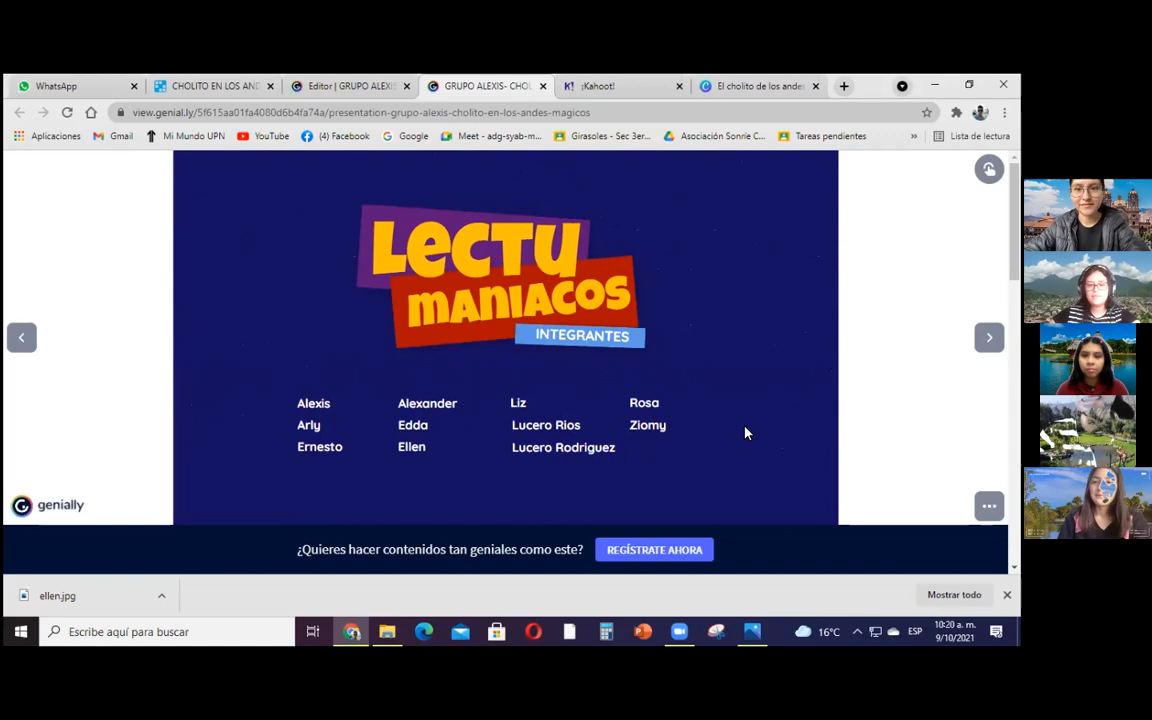 WhatsApp
CHOLITO EN LOS AND
Editor | GRUPO ALEXIS
GRUPO ALEXIS- CHOL
K! ¡Kahoot!
El cholito de los andes
view.genial.ly/5f615aa01fa4080d6b4fa74a/presentation-grupo-alexis-cholito-en-los-andes-magicos
Aplicaciones
Gmail
Mi Mundo UPN
YouTube
(4) Facebook
Google
Meet - adg-syab-m...
Girasoles - Sec 3er...
Asociación Sonríe C...
Tareas pendientes
»
Lista de lectura
LECTU
MANIACOS
INTEGRANTES
Alexis
Arly
Ernesto
Alexander
Edda
Ellen
Liz
Lucero Rios
Lucero Rodriguez
Rosa
Ziomy
genially
¿Quieres hacer contenidos tan geniales como este?
REGÍSTRATE AHORA
ellen.jpg
Mostrar todo
Escribe aquí para buscar
16°C
ESP
10:20 a. m.
9/10/2021